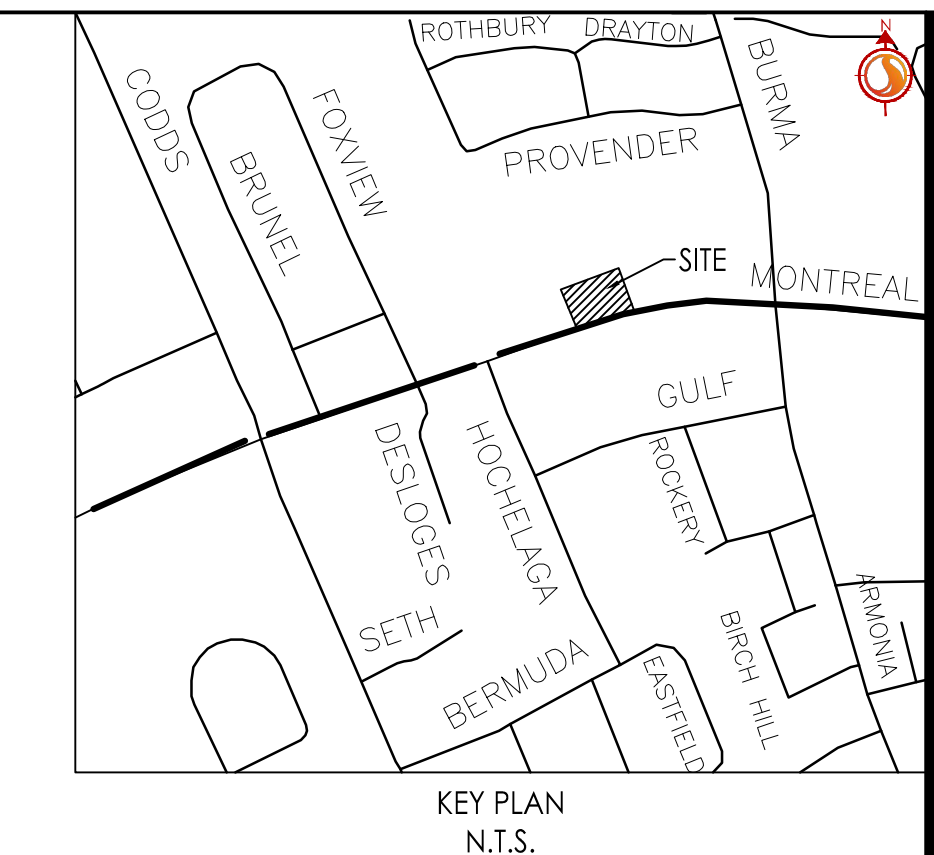 ROTHBURY
DRAYTON
N
BURMA
CODDS
FOXVIEW
BRUNEL
PROVENDER
SITE
MONTREAL
GULF
DESLOGES
HOCHELAGA
ROCKERY
SETH
BERMUDA
EASTFIELD
BIRCH HILL
ARMONIA
KEY PLAN
N.T.S.